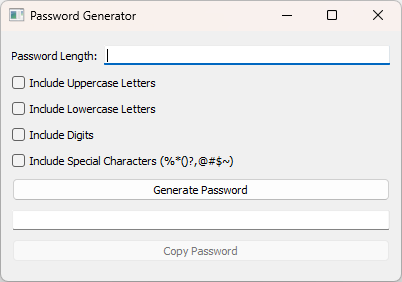 Password Generator
Password Length:
Include Uppercase Letters
Include Lowercase Letters
Include Digits
Include Special Characters (%*()?,@#$~)
Generate Password
Copy Password